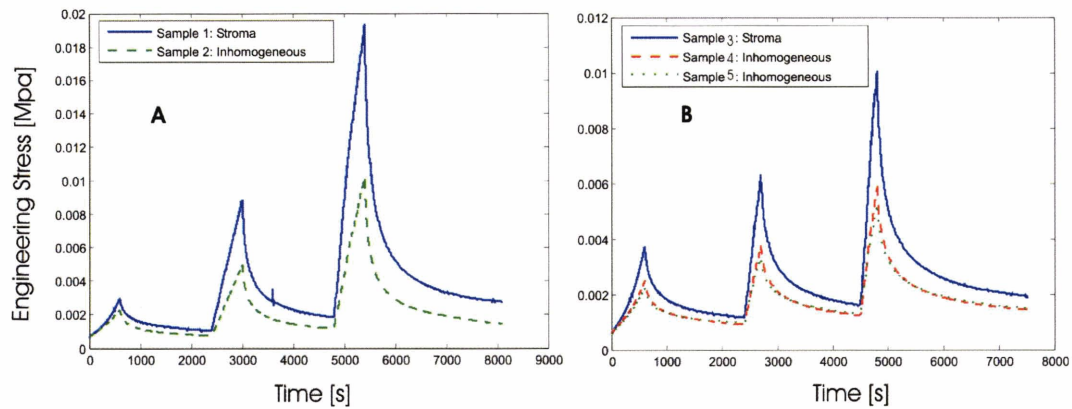 Engineering Stress [Mpa]
0.02
0.018
0.016
0.014
0.012
0.01
0.008
0.006
0.004
0.002
0
Sample 1: Stroma
Sample 2: Inhomogeneous
A
0 1000 2000 3000 4000 5000 6000 7000 8000 9000
Time [s]
0.012
0.01
0.008
0.006
0.004
0.002
0
Sample 3: Stroma
Sample 4: Inhomogeneous
Sample 5: Inhomogeneous
B
0 1000 2000 3000 4000 5000 6000 7000 8000
Time [s]